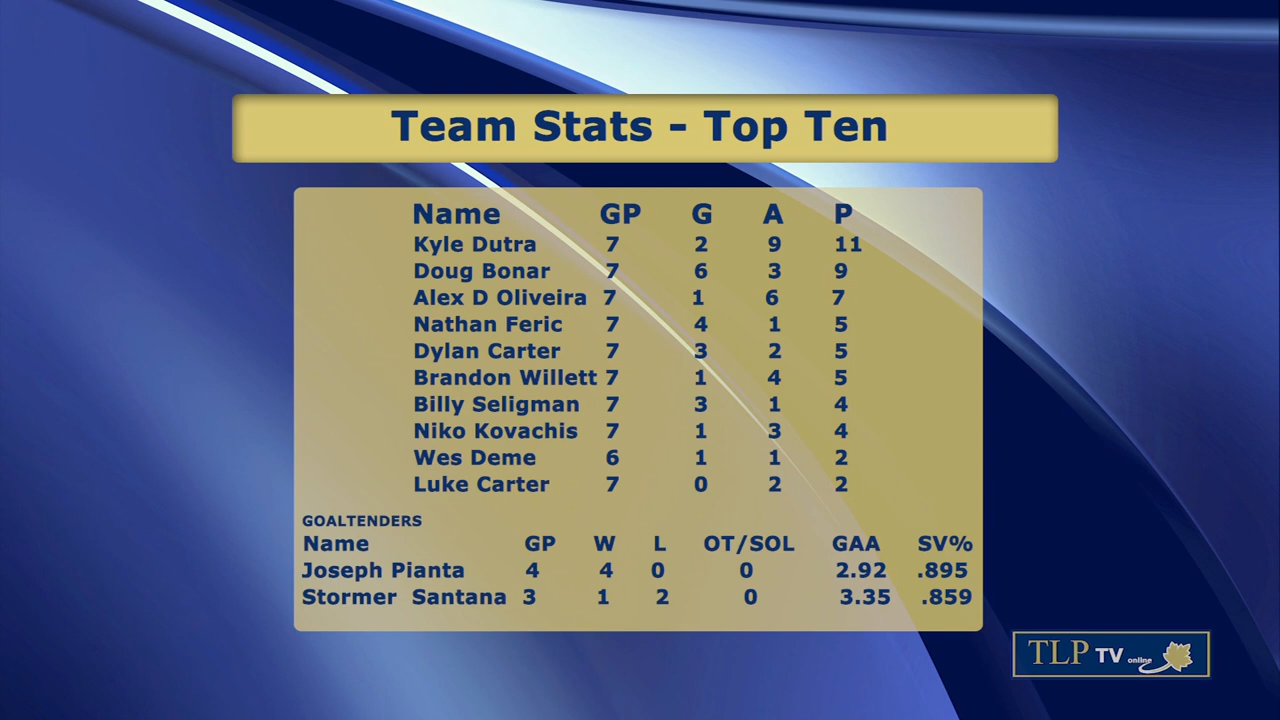 Team Stats - Top Ten
Name GP G A P
Kyle Dutra 7 2 9 11
Doug Bonar 7 6 3 9
Alex D Oliveira 7 1 6 7
Nathan Feric 7 4 1 5
Dylan Carter 7 3 2 5
Brandon Willett 7 1 4 5
Billy Seligman 7 3 1 4
Niko Kovachis 7 1 3 4
Wes Deme 6 1 1 2
Luke Carter 7 0 2 2
GOALTENDERS
Name GP W L OT/SOL GAA SV%
Joseph Pianta 4 4 0 0 2.92 .895
Stormer Santana 3 1 2 0 3.35 .859
TLP TV online